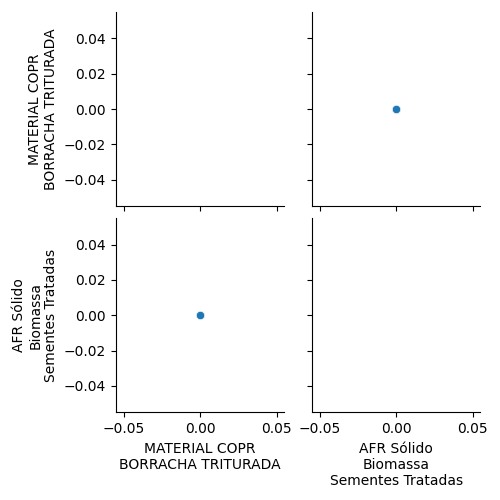 MATERIAL COPR
BORRACHA TRITURADA
0.04
0.02
0.00
−0.02
−0.04
AFR Sólido
Biomassa
Sementes Tratadas
0.04
0.02
0.00
−0.02
−0.04
−0.05
0.00
0.05
MATERIAL COPR
BORRACHA TRITURADA
−0.05
0.00
0.05
AFR Sólido
Biomassa
Sementes Tratadas